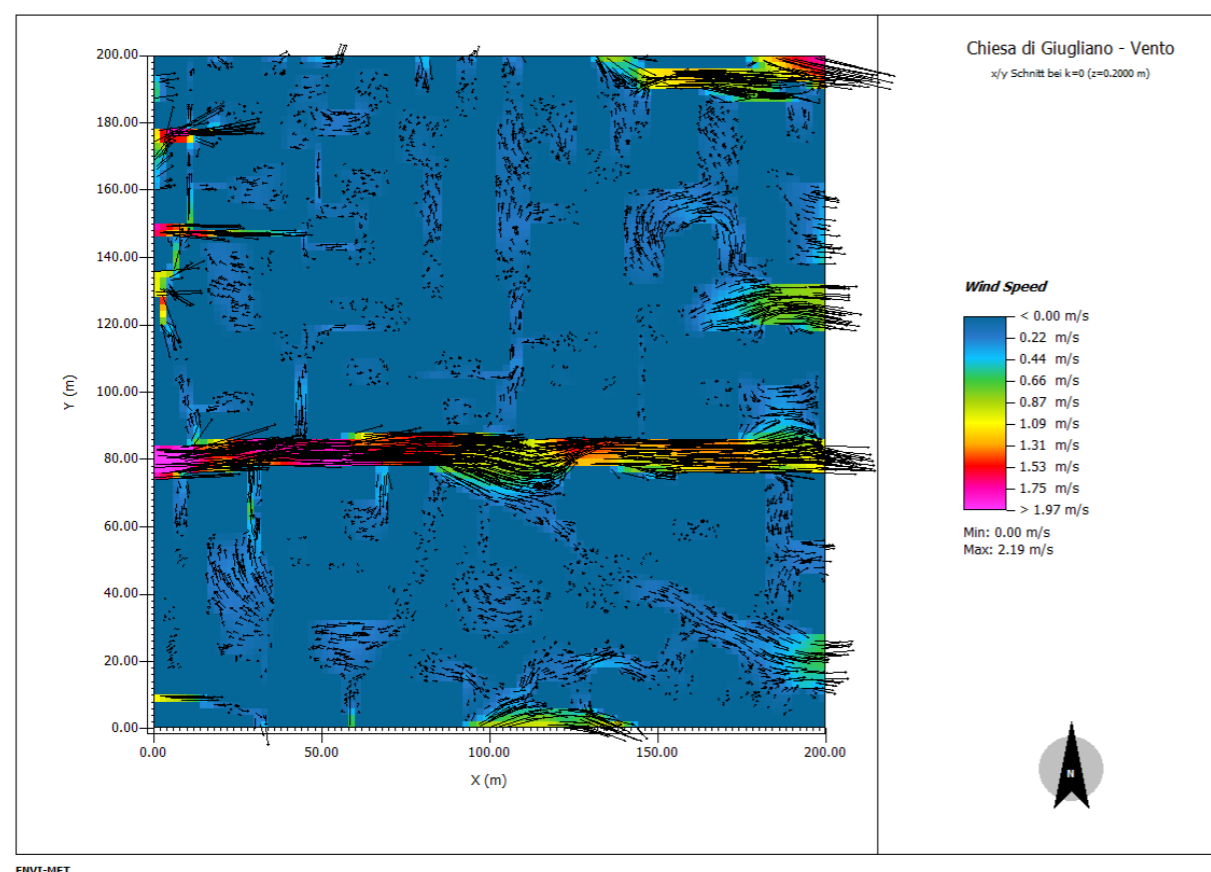 Chiesa di Giugliano - Vento
x/y Schnitt bei k=0 (z=0.2000 m)
200.00
180.00
160.00
140.00
120.00
100.00
80.00
60.00
40.00
20.00
0.00
Y (m)
0.00 50.00 100.00 150.00 200.00
X (m)
Wind Speed
< 0.00 m/s
0.22 m/s
0.44 m/s
0.66 m/s
0.87 m/s
1.09 m/s
1.31 m/s
1.53 m/s
1.75 m/s
> 1.97 m/s
Min: 0.00 m/s
Max: 2.19 m/s
N
ENVI-MET